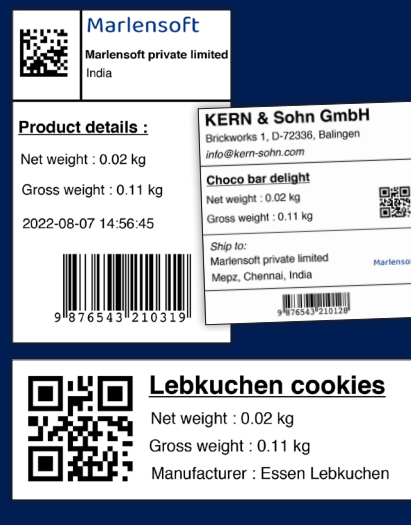 Marlensoft
Marlensoft private limited
India
Product details :
Net weight : 0.02 kg
Gross weight : 0.11 kg
2022-08-07 14:56:45
9 876543 210319
KERN & Sohn GmbH
Brickworks 1, D-72336, Balingen
info@kern-sohn.com
Choco bar delight
Net weight : 0.02 kg
Gross weight : 0.11 kg
Ship to:
Marlensoft private limited
Mepz, Chennai, India
Marlenso
9 876543 210128
Lebkuchen cookies
Net weight : 0.02 kg
Gross weight : 0.11 kg
Manufacturer : Essen Lebkuchen